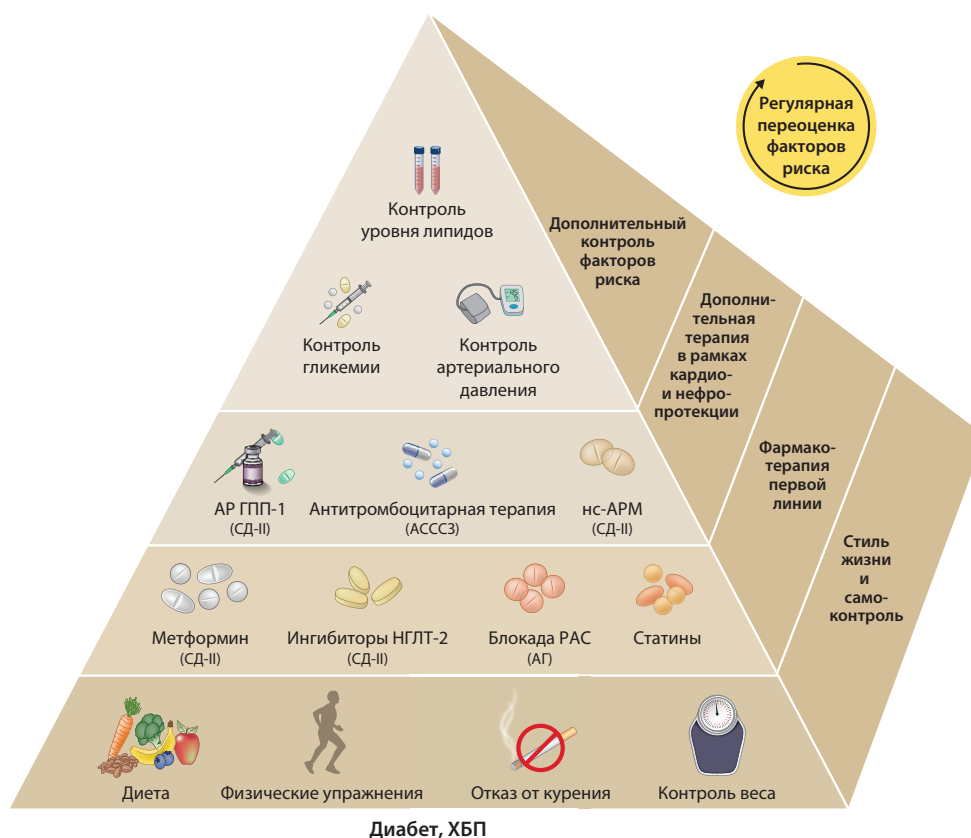 Регулярная
переоценка
факторов
риска
Контроль
уровня липидов
Дополнительный
контроль
факторов
риска
Контроль
гликемии
Контроль
артериального
давления
Дополни-
тельная
терапия
в рамках
кардио-
и нефро-
протекции
АР ГПП-1
(СД-II)
Антитромбоцитарная терапия
(АССЗ)
нс-АРМ
(СД-II)
Фармако-
терапия
первой
линии
Метформин
(СД-II)
Ингибиторы НГЛТ-2
(СД-II)
Блокада РАС
(АГ)
Статины
Стиль
жизни
и
само-
контроль
Диета
Физические упражнения
Отказ от курения
Контроль веса
Диабет, ХБП